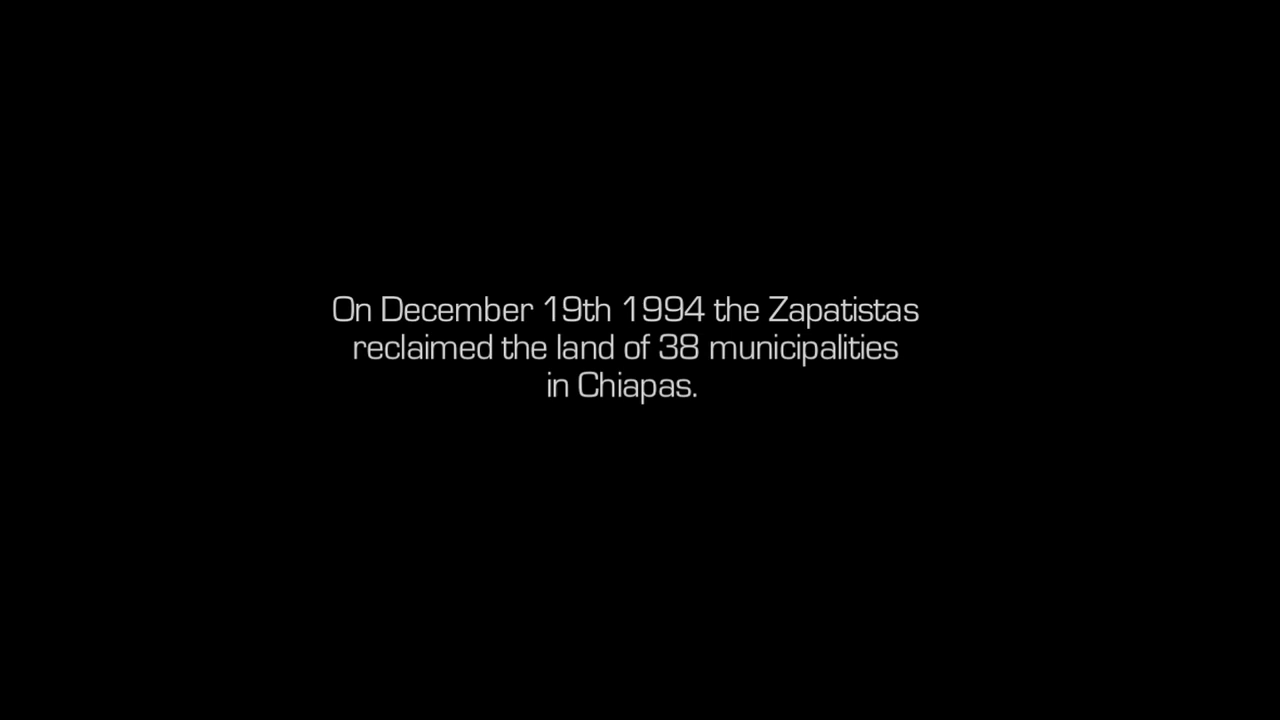 On December 19th 1994 the Zapatistas
reclaimed the land of 38 municipalities
in Chiapas.